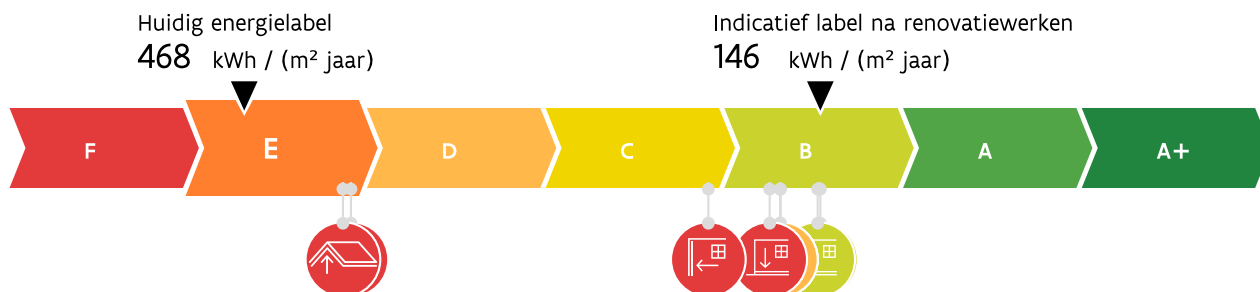 Huidig energielabel
468 kWh / (m² jaar)
Indicatief label na renovatiewerken
146 kWh / (m² jaar)
F E D C B A A+